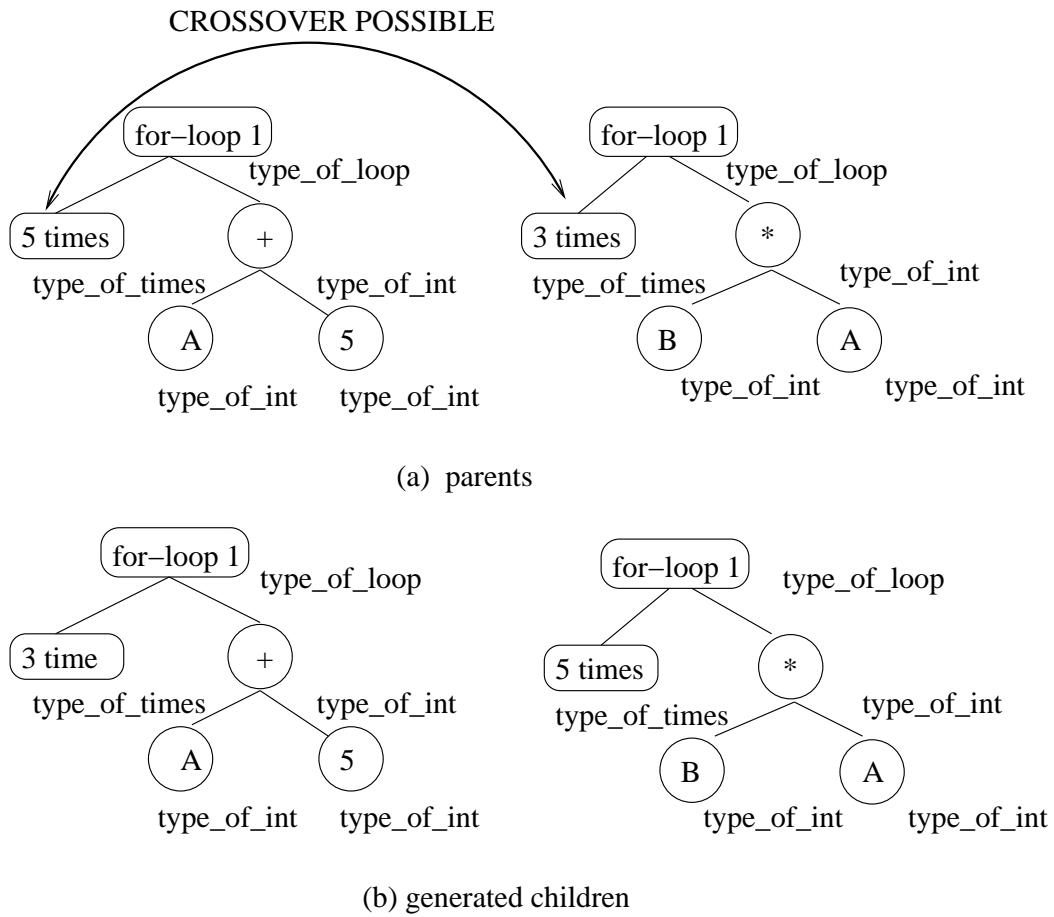 CROSSOVER POSSIBLE
for–loop 1
for–loop 1
type_of_loop
type_of_loop
5 times
+
3 times
*
type_of_times
type_of_int
type_of_times
type_of_int
A
5
B
A
type_of_int
type_of_int
type_of_int
type_of_int
(a) parents
for–loop 1
for–loop 1
type_of_loop
type_of_loop
3 time
+
5 times
*
type_of_times
type_of_int
type_of_times
type_of_int
A
5
B
A
type_of_int
type_of_int
type_of_int
type_of_int
(b) generated children